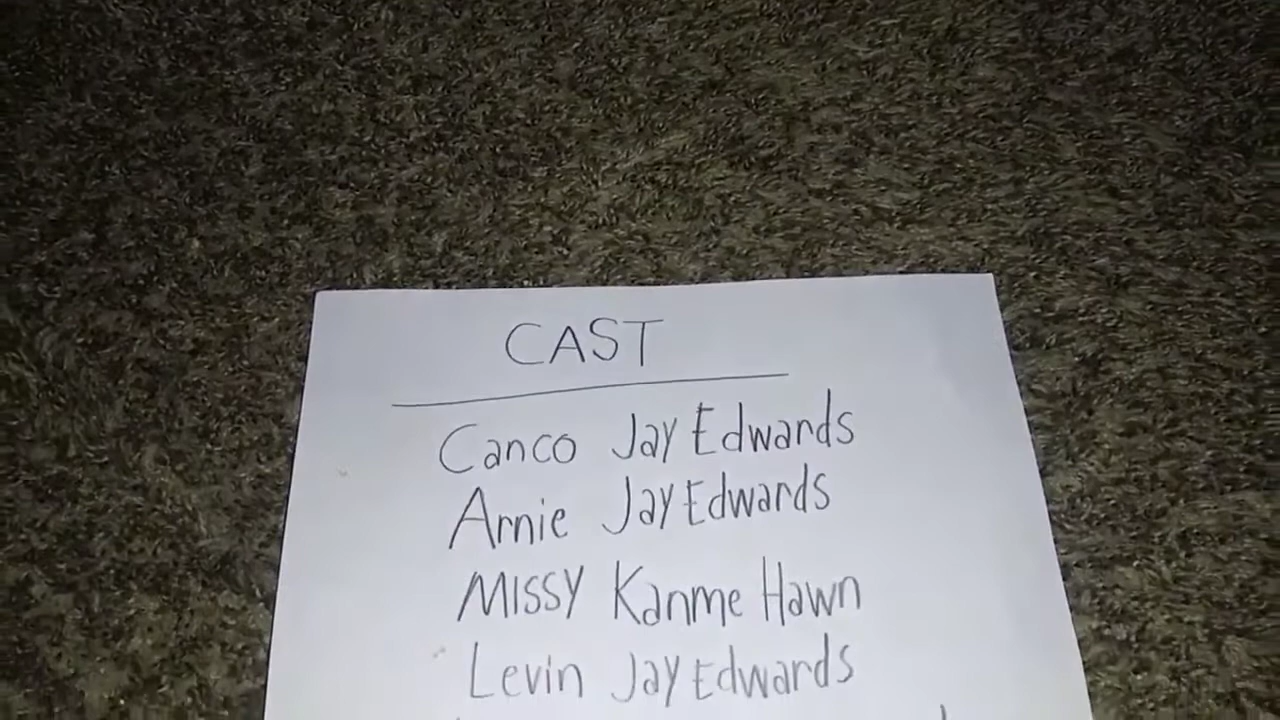 CAST
Canco Jay Edwards
Arnie Jay Edwards
MISSY Kanme Hawn
Levin Jay Edwards